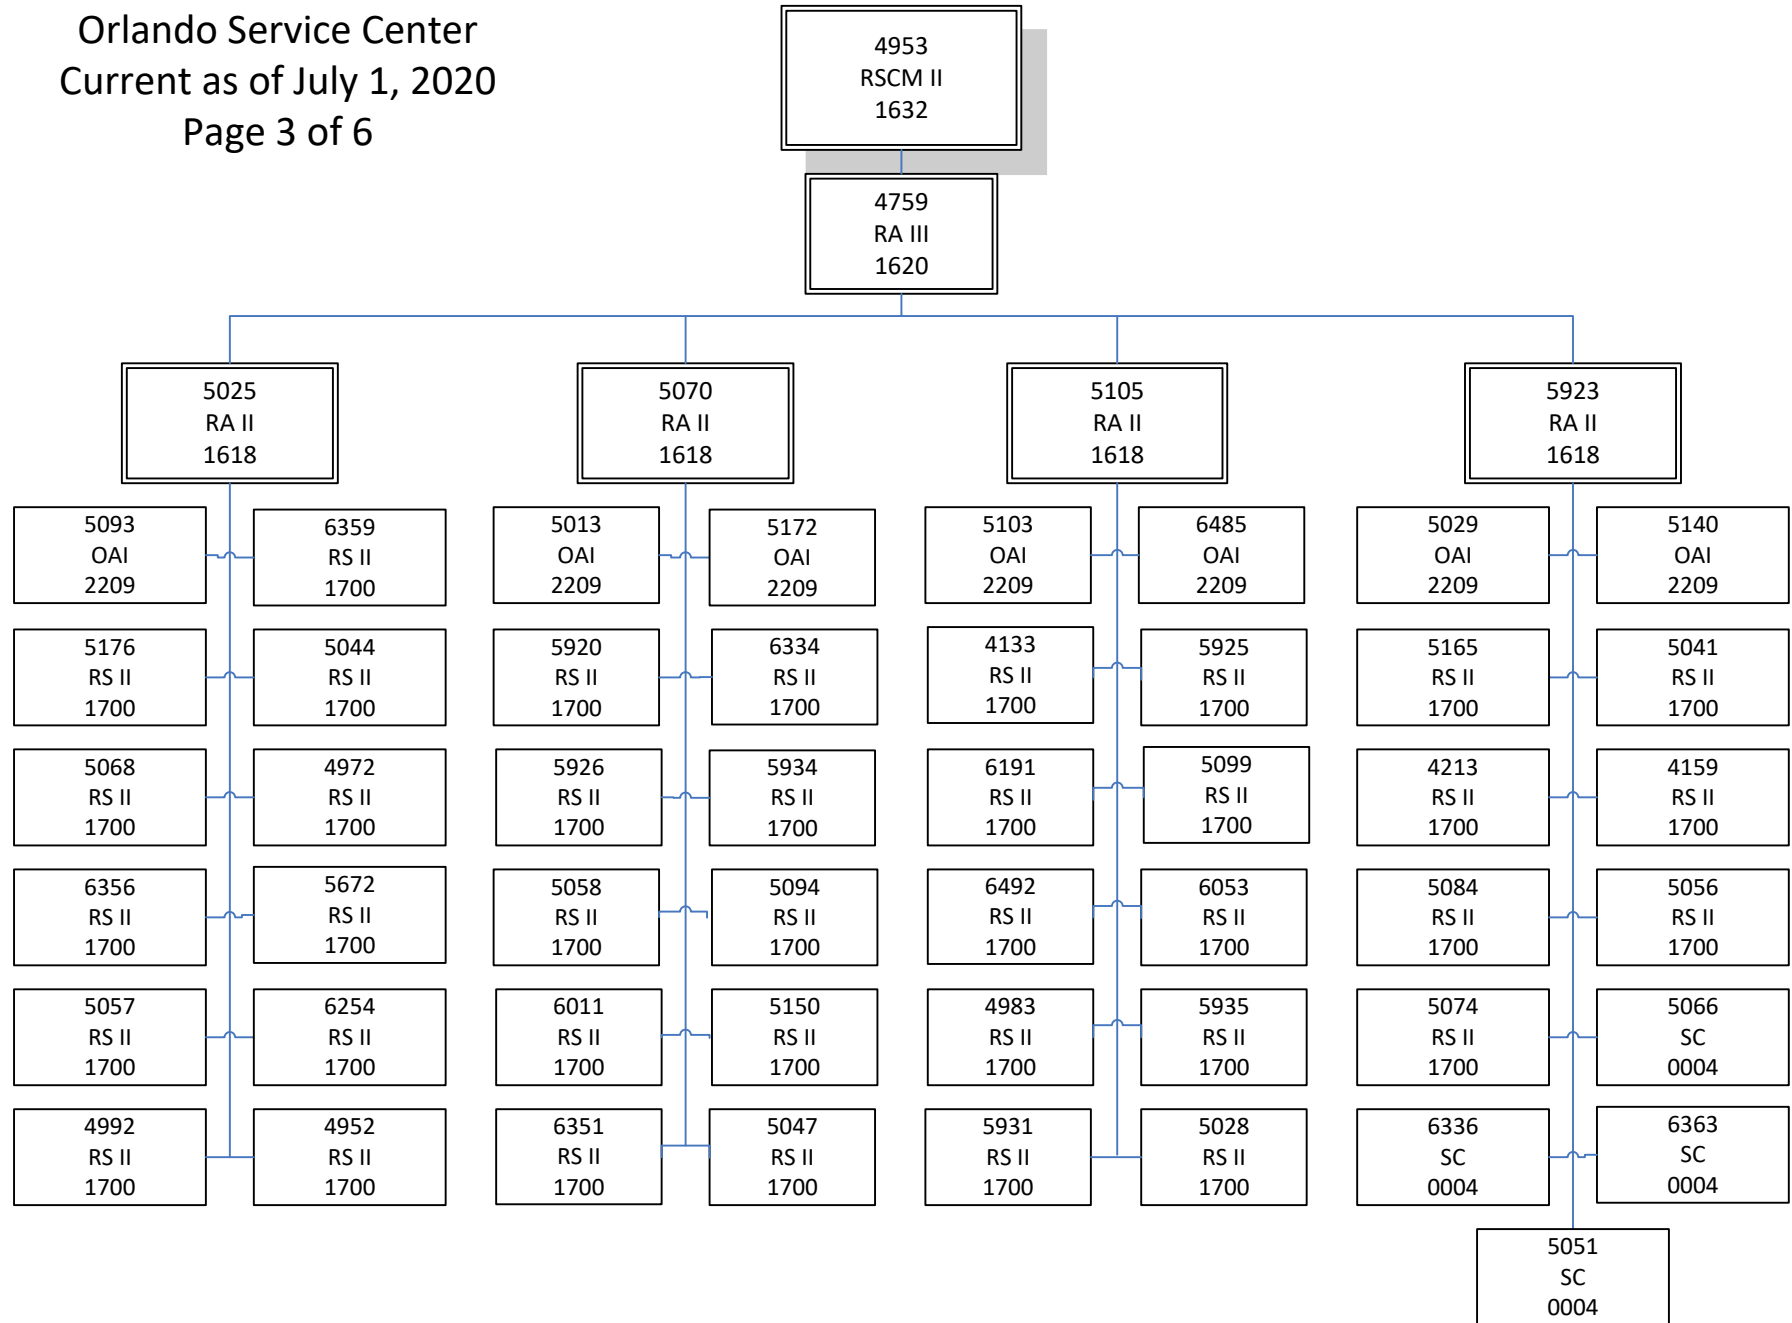 Orlando Service Center
Current as of July 1, 2020
Page 3 of 6
4953
RSCM II
1632
4759
RA III
1620
5025
RA II
1618
5070
RA II
1618
5105
RA II
1618
5923
RA II
1618
5093
OAI
2209
6359
RS II
1700
5013
OAI
2209
5172
OAI
2209
5103
OAI
2209
6485
OAI
2209
5029
OAI
2209
5140
OAI
2209
5176
RS II
1700
5044
RS II
1700
5920
RS II
1700
6334
RS II
1700
4133
RS II
1700
5925
RS II
1700
5165
RS II
1700
5041
RS II
1700
5068
RS II
1700
4972
RS II
1700
5926
RS II
1700
5934
RS II
1700
6191
RS II
1700
5099
RS II
1700
4213
RS II
1700
4159
RS II
1700
6356
RS II
1700
5672
RS II
1700
5058
RS II
1700
5094
RS II
1700
6492
RS II
1700
6053
RS II
1700
5084
RS II
1700
5056
RS II
1700
5057
RS II
1700
6254
RS II
1700
6011
RS II
1700
5150
RS II
1700
4983
RS II
1700
5935
RS II
1700
5074
RS II
1700
5066
SC
0004
4992
RS II
1700
4952
RS II
1700
6351
RS II
1700
5047
RS II
1700
5931
RS II
1700
5028
RS II
1700
6336
SC
0004
6363
SC
0004
5051
SC
0004